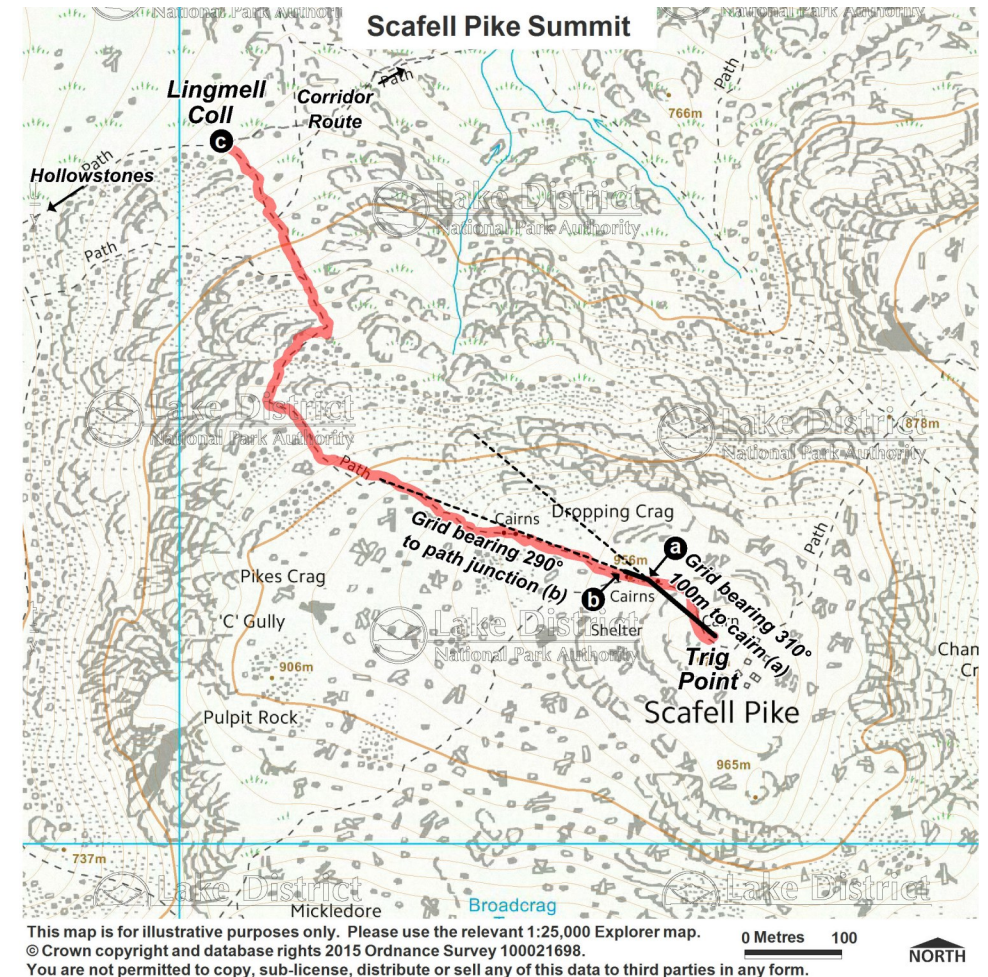 Scafell Pike Summit
National Park Authority
Path
Path
766m
Lingmell
Coll
c
Corridor
Route
Path
Hollowstones
Path
Lake District
National Park Authority
Lake District
National Park Authority
Lake District
National Park Authority
878m
Path
Cairns
Dropping Crag
Path
Grid bearing 290°
to path junction (b)
956m
a
Grid bearing 310°
100m to cairn (a)
b
Cairns
Pikes Crag
C' Gully
Shelter
Cairn
Lake District
National Park Authority
Trig
Point
906m
Pulpit Rock
Scafell Pike
Chan
Cr
965m
737m
Lake District
Lake District
Mickledore
Broadcrag
This map is for illustrative purposes only. Please use the relevant 1:25,000 Explorer map.
© Crown copyright and database rights 2015 Ordnance Survey 100021698.
You are not permitted to copy, sub-license, distribute or sell any of this data to third parties in any form.
0 Metres 100
NORTH